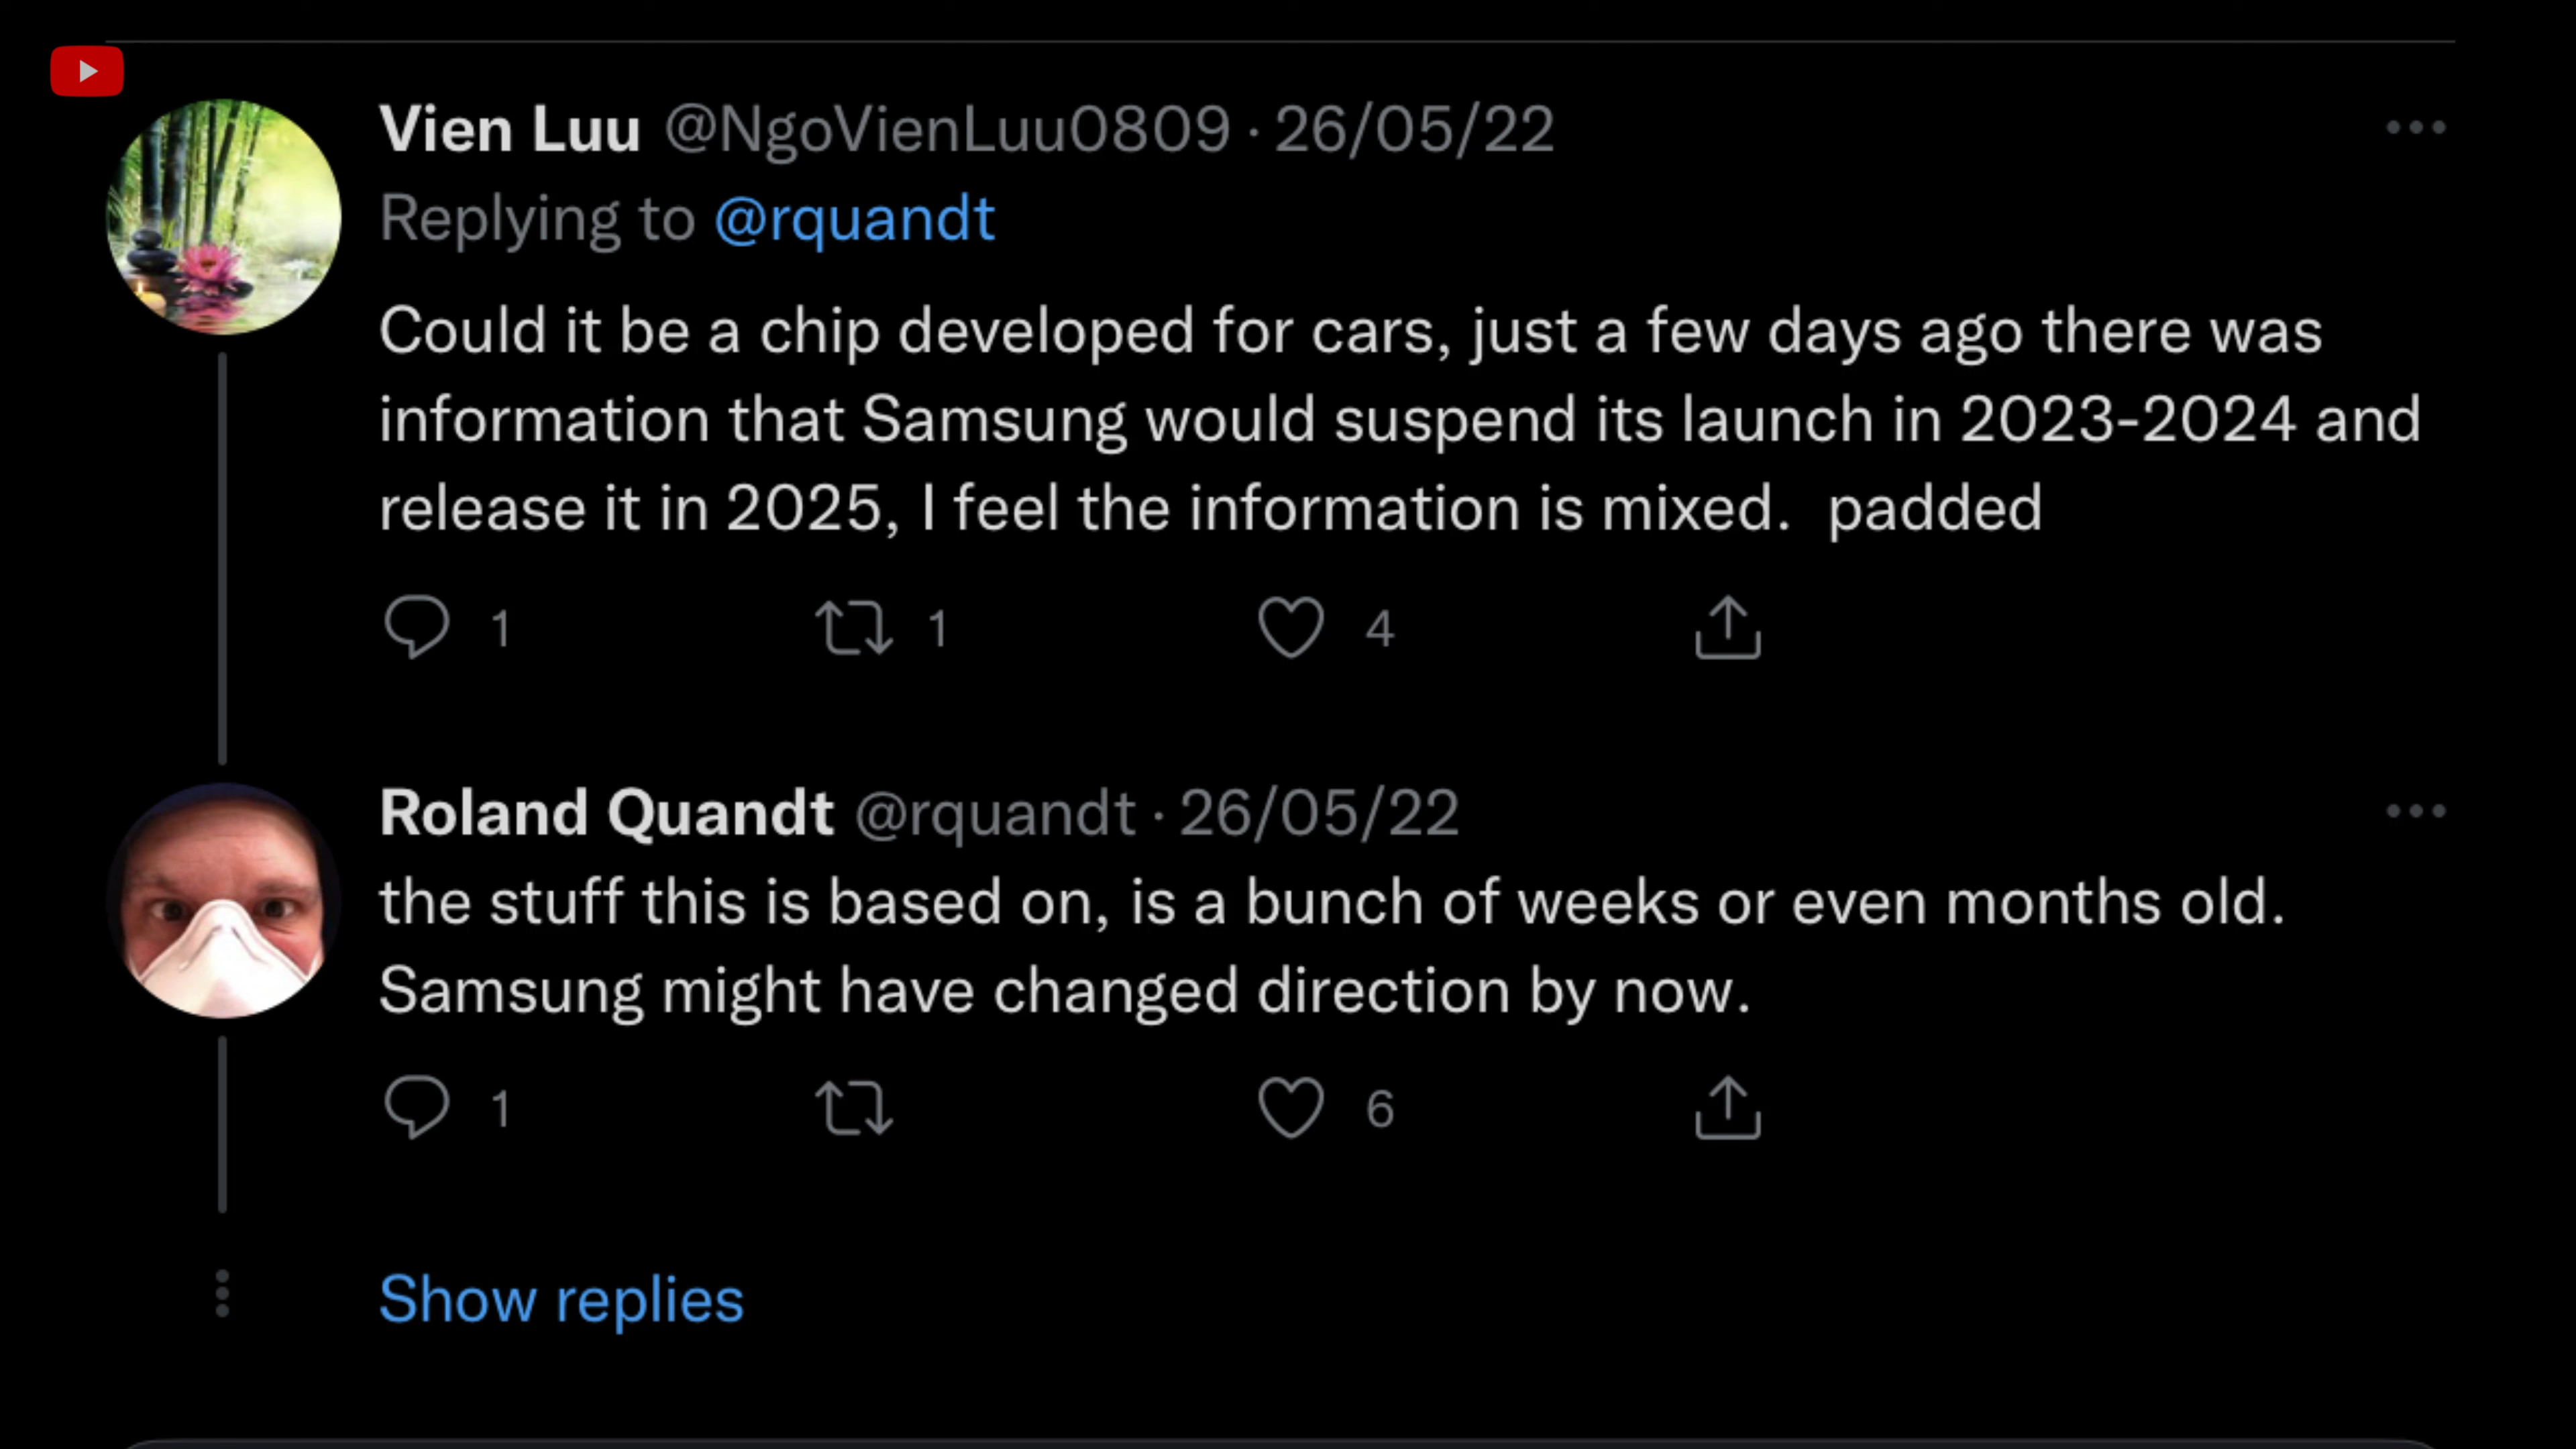 Vien Luu @NgoVienLuu0809 · 26/05/22
Replying to @rquandt
Could it be a chip developed for cars, just a few days ago there was
information that Samsung would suspend its launch in 2023-2024 and
release it in 2025, I feel the information is mixed.  padded
1 1 4
Roland Quandt @rquandt · 26/05/22
the stuff this is based on, is a bunch of weeks or even months old.
Samsung might have changed direction by now.
1 6
Show replies